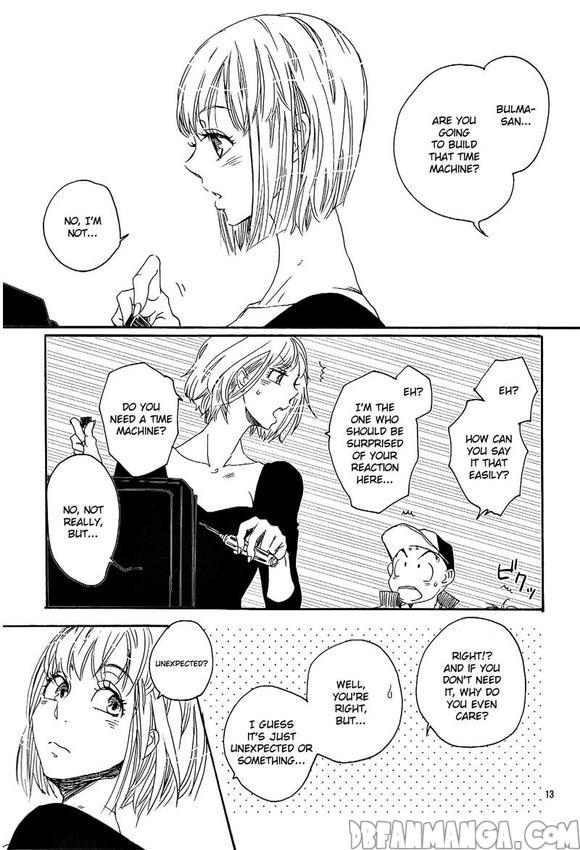 BULMA-
SAN...
ARE YOU
GOING
TO BUILD
THAT TIME
MACHINE?
NO, I'M
NOT...
EH?
HOW CAN
YOU SAY
IT THAT
EASILY?
EH?
I'M THE
ONE WHO
SHOULD BE
SURPRISED
OF YOUR
REACTION
HERE...
ビクッ
DO YOU
NEED A TIME
MACHINE?
NO, NOT
REALLY,
BUT...
RIGHT!?
AND IF YOU
DON'T NEED
IT, WHY DO
YOU EVEN
CARE?
WELL,
YOU'RE
RIGHT,
BUT...
I GUESS
IT'S JUST
UNEXPECTED OR
SOMETHING...
UNEXPECTED?
13
DBFANMANGA.COM